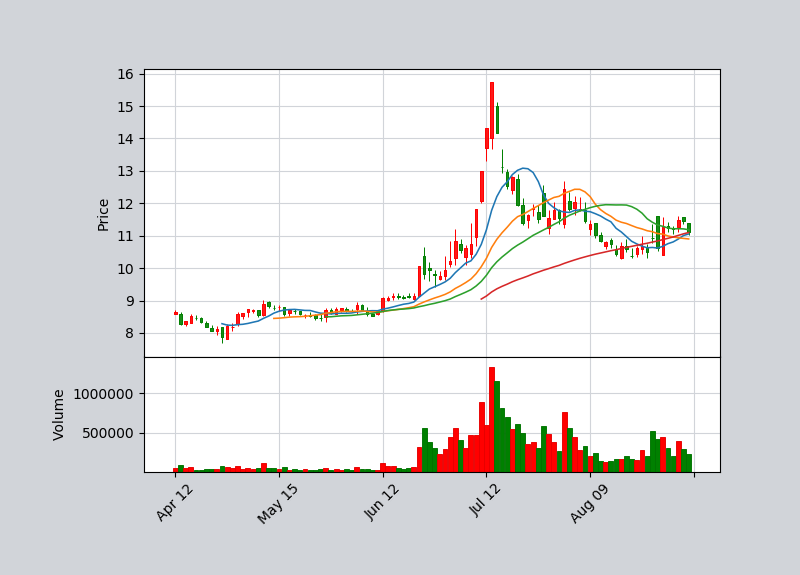 16
15
14
13
12
11
10
9
8
Price
1000000
500000
Volume
Apr 12
May 15
Jun 12
Jul 12
Aug 09